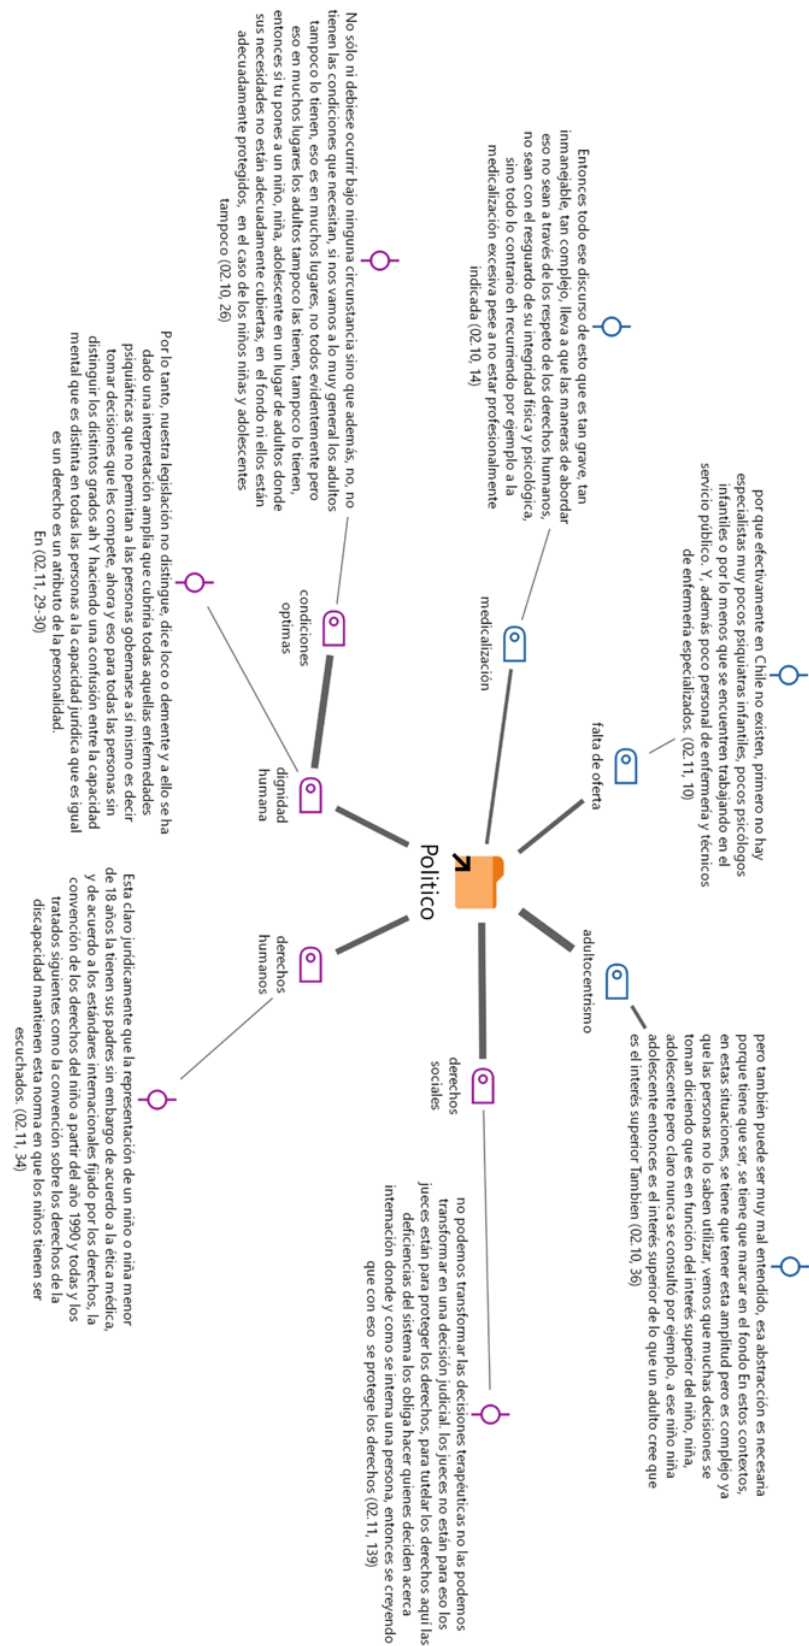 por que efectivamente en Chile no existen, primero no hay
especialistas muy pocos psiquiatras infantiles, pocos psicólogos
infantiles o por lo menos que se encuentren trabajando en el
servicio público. Y, además poco personal de enfermería y técnicos
de enfermería especializados. (02.11, 10)
pero también puede ser muy mal entendido, esa abstracción es necesaria
porque tiene que ser, se tiene que marcar en el fondo En estos contextos,
en estas situaciones, se tiene que tener esta amplitud pero es complejo ya
que las personas no lo saben utilizar, vemos que muchas decisiones se
toman diciendo que es en función del interés superior del niño, niña,
adolescente pero claro nunca se consultó por ejemplo, a ese niño niña
adolescente entonces es el interés superior de lo que un adulto cree que
es el interés superior Tambien (02.10, 36)
Entonces todo ese discurso de esto que es tan grave, tan
inmanejable, tan complejo, lleva a que las maneras de abordar
eso no sean a través de los respeto de los derechos humanos,
no sean con el resguardo de su integridad física y psicológica,
sino todo lo contrario eh recurriendo por ejemplo a la
medicalización excesiva pese a no estar profesionalmente
indicada (02.10, 14)
falta de oferta
adultocentrismo
medicalización
Politico
derechos
sociales
no podemos transformar las decisiones terapéuticas no las podemos
transformar en una decisión judicial. los jueces no están para eso los
jueces están para proteger los derechos, para tutelar los derechos aquí las
deficiencias del sistema los obliga hacer quienes deciden acerca
internación donde y como se interna una persona, entonces se creyendo
que con eso se protege los derechos (02.11, 139)
No sólo ni debiese ocurrir bajo ninguna circunstancia sino que además, no, no
tienen las condiciones que necesitan, si nos vamos a lo muy general los adultos
tampoco lo tienen, eso es en muchos lugares, no todos evidentemente pero
eso en muchos lugares los adultos tampoco las tienen, tampoco lo tienen,
entonces si tu pones a un niño, niña, adolescente en un lugar de adultos donde
sus necesidades no están adecuadamente cubiertas, en el fondo ni ellos están
adecuadamente protegidos, en el caso de los niños niñas y adolescentes
tampoco (02.10, 26)
condiciones
optimas
dignidad
humana
derechos
humanos
Por lo tanto, nuestra legislación no distingue, dice loco o demente y a ello se ha
dado una interpretación amplia que cubriría todas aquellas enfermedades
psiquiátricas que no permitan a las personas gobernarse a sí mismo es decir
tomar decisiones que les compete, ahora y eso para todas las personas sin
distinguir los distintos grados ah Y haciendo una confusión entre la capacidad
mental que es distinta en todas las personas a la capacidad jurídica que es igual
es un derecho es un atributo de la personalidad.
En (02.11, 29-30)
Esta claro jurídicamente que la representación de un niño o niña menor
de 18 años la tienen sus padres sin embargo de acuerdo a la ética médica,
y de acuerdo a los estándares internacionales fijado por los derechos, la
convención de los derechos del niño a partir del año 1990 y todas y los
tratados siguientes como la convención sobre los derechos de la
discapacidad mantienen esta norma en que los niños tienen ser
escuchados. (02.11, 34)